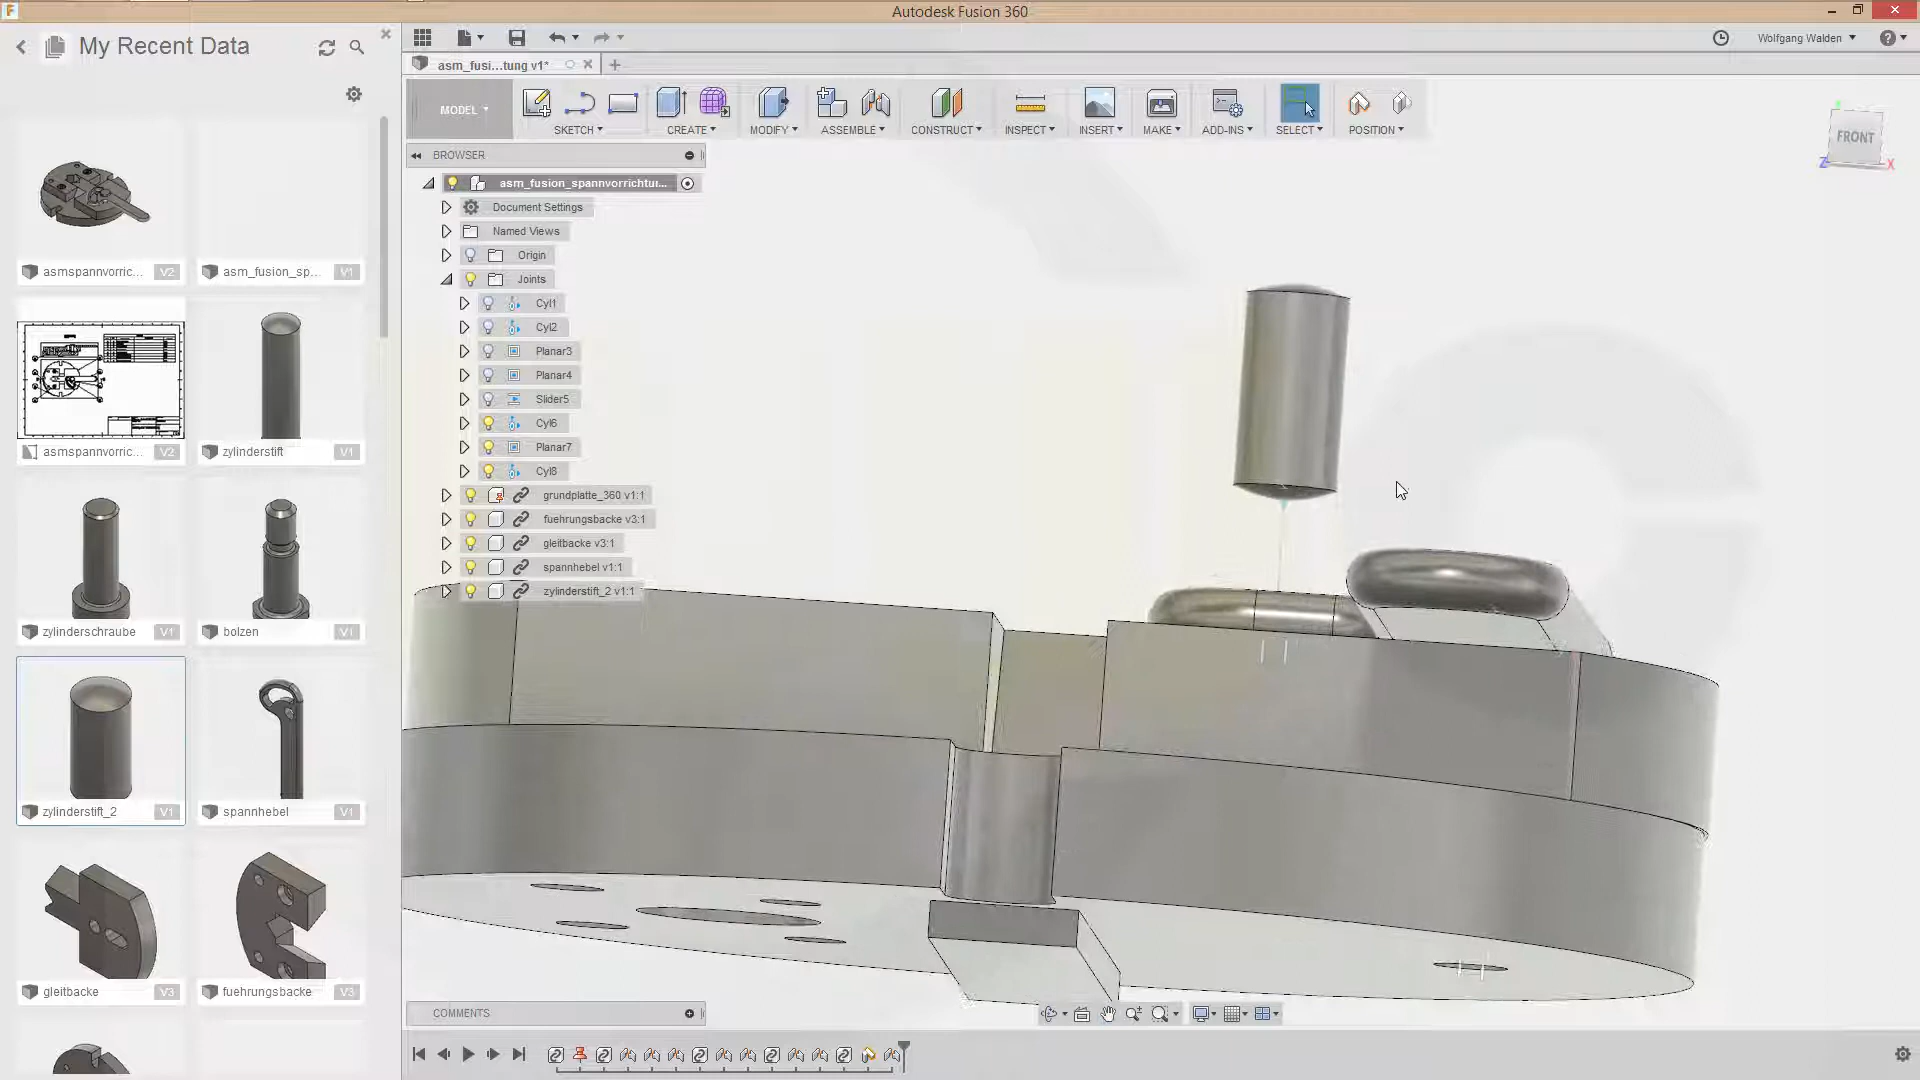 Autodesk Fusion 360
My Recent Data
Wolfgang Walden
asm_fusi...tung v1*
MODEL
SKETCH
CREATE
MODIFY
ASSEMBLE
CONSTRUCT
INSPECT
INSERT
MAKE
ADD-INS
SELECT
POSITION
FRONT
Z
X
BROWSER
asm_fusion_spannvorrichtur...
Document Settings
Named Views
Origin
Joints
Cyl1
Cyl2
Planar3
Planar4
Slider5
Cyl6
Planar7
Cyl8
grundplatte_360 v1:1
fuehrungsbacke v3:1
gleitbacke v3:1
spannhebel v1:1
zylinderstift_2 v1:1
asmspannvorric... V2
asm_fusion_sp... V1
asmspannvorric... V2
zylinderstift V1
zylinderschraube V1
bolzen V1
zylinderstift_2 V1
spannhebel V1
gleitbacke V3
fuehrungsbacke V3
COMMENTS